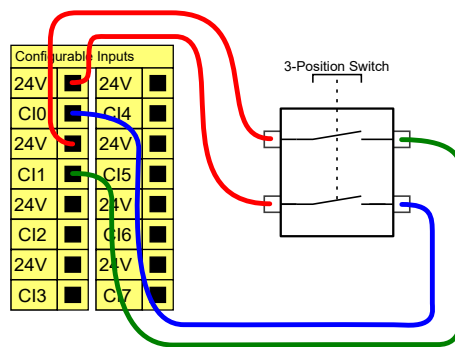 3-Position Switch
Configurable Inputs
24V 24V
CI0 CI4
24V 24V
CI1 CI5
24V 24V
CI2 CI6
24V 24V
CI3 CI7